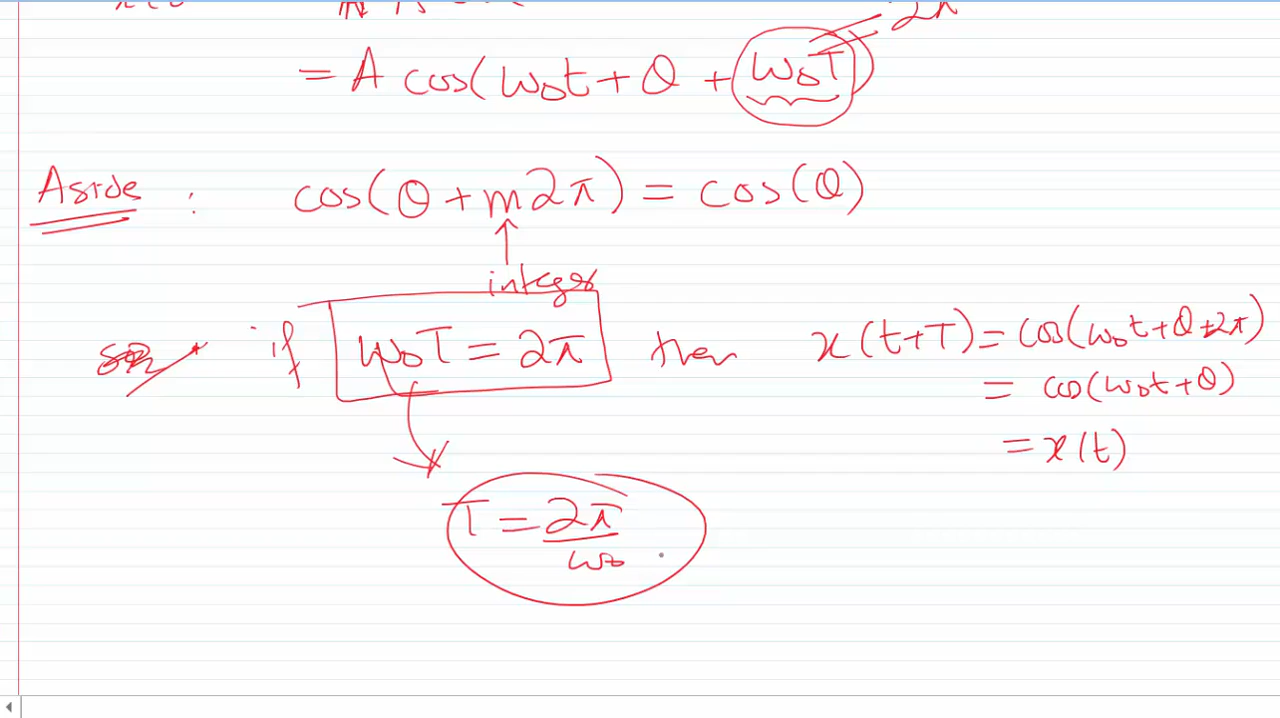 = 2π
= A cos(ω₀t + θ + ω₀T)
Aside : cos(θ + m2π) = cos(θ)
↑
integer
if ω₀T = 2π then x(t+T) = cos(ω₀t+θ+2π)
= cos(ω₀t+θ)
= x(t)
T = 2π/ω₀